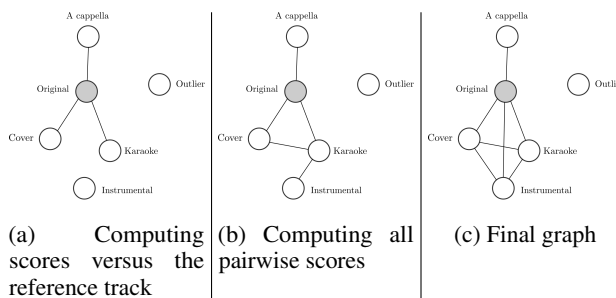 A cappella
Original
Outlier
Cover
Karaoke
Instrumental
(a) Computing
scores versus the
reference track
A cappella
Original
Outlier
Cover
Karaoke
Instrumental
(b) Computing all
pairwise scores
A cappella
Original
Outlier
Cover
Karaoke
Instrumental
(c) Final graph